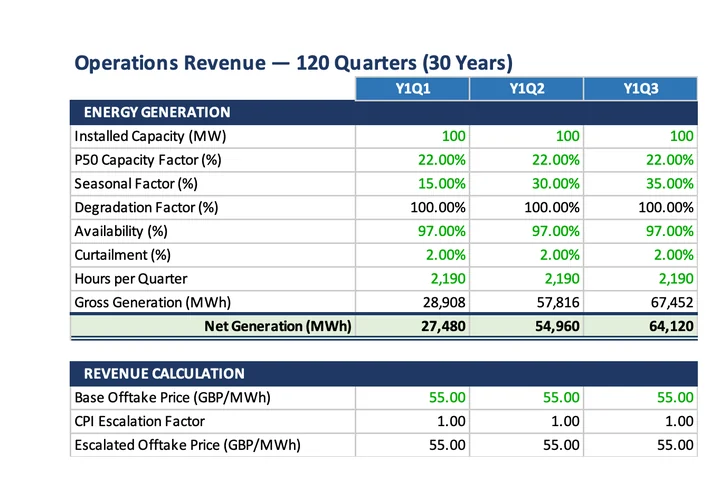 Operations Revenue — 120 Quarters (30 Years)
Y1Q1 Y1Q2 Y1Q3
ENERGY GENERATION
Installed Capacity (MW) 100 100 100
P50 Capacity Factor (%) 22.00% 22.00% 22.00%
Seasonal Factor (%) 15.00% 30.00% 35.00%
Degradation Factor (%) 100.00% 100.00% 100.00%
Availability (%) 97.00% 97.00% 97.00%
Curtailment (%) 2.00% 2.00% 2.00%
Hours per Quarter 2,190 2,190 2,190
Gross Generation (MWh) 28,908 57,816 67,452
Net Generation (MWh) 27,480 54,960 64,120
REVENUE CALCULATION
Base Offtake Price (GBP/MWh) 55.00 55.00 55.00
CPI Escalation Factor 1.00 1.00 1.00
Escalated Offtake Price (GBP/MWh) 55.00 55.00 55.00